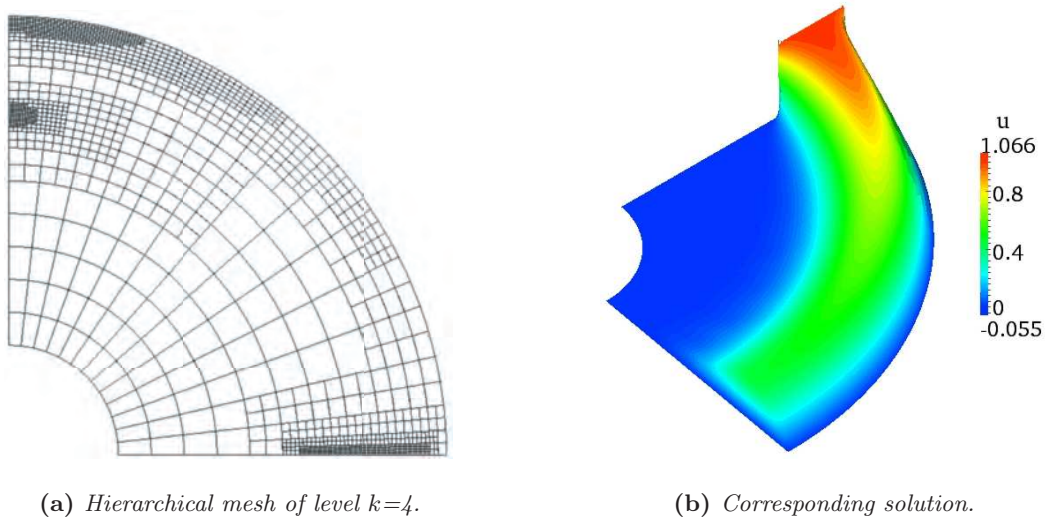 u
1.066
0.8
0.4
0
-0.055
(a) Hierarchical mesh of level k=4.
(b) Corresponding solution.